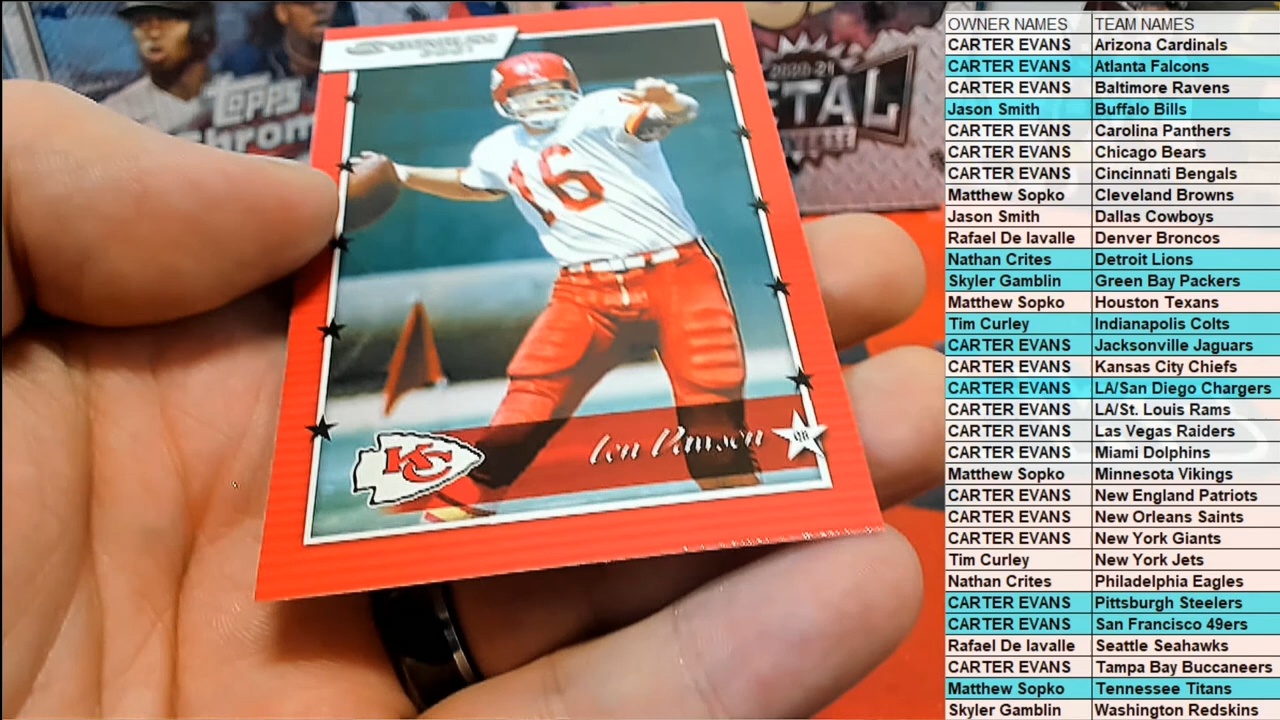 TOPPS
Chrom
2020-21
METAL
16
KC
Len Dawson
QB
OWNER NAMES TEAM NAMES
CARTER EVANS Arizona Cardinals
CARTER EVANS Atlanta Falcons
CARTER EVANS Baltimore Ravens
Jason Smith Buffalo Bills
CARTER EVANS Carolina Panthers
CARTER EVANS Chicago Bears
CARTER EVANS Cincinnati Bengals
Matthew Sopko Cleveland Browns
Jason Smith Dallas Cowboys
Rafael De lavalle Denver Broncos
Nathan Crites Detroit Lions
Skyler Gamblin Green Bay Packers
Matthew Sopko Houston Texans
Tim Curley Indianapolis Colts
CARTER EVANS Jacksonville Jaguars
CARTER EVANS Kansas City Chiefs
CARTER EVANS LA/San Diego Chargers
CARTER EVANS LA/St. Louis Rams
CARTER EVANS Las Vegas Raiders
CARTER EVANS Miami Dolphins
Matthew Sopko Minnesota Vikings
CARTER EVANS New England Patriots
CARTER EVANS New Orleans Saints
CARTER EVANS New York Giants
Tim Curley New York Jets
Nathan Crites Philadelphia Eagles
CARTER EVANS Pittsburgh Steelers
CARTER EVANS San Francisco 49ers
Rafael De lavalle Seattle Seahawks
CARTER EVANS Tampa Bay Buccaneers
Matthew Sopko Tennessee Titans
Skyler Gamblin Washington Redskins